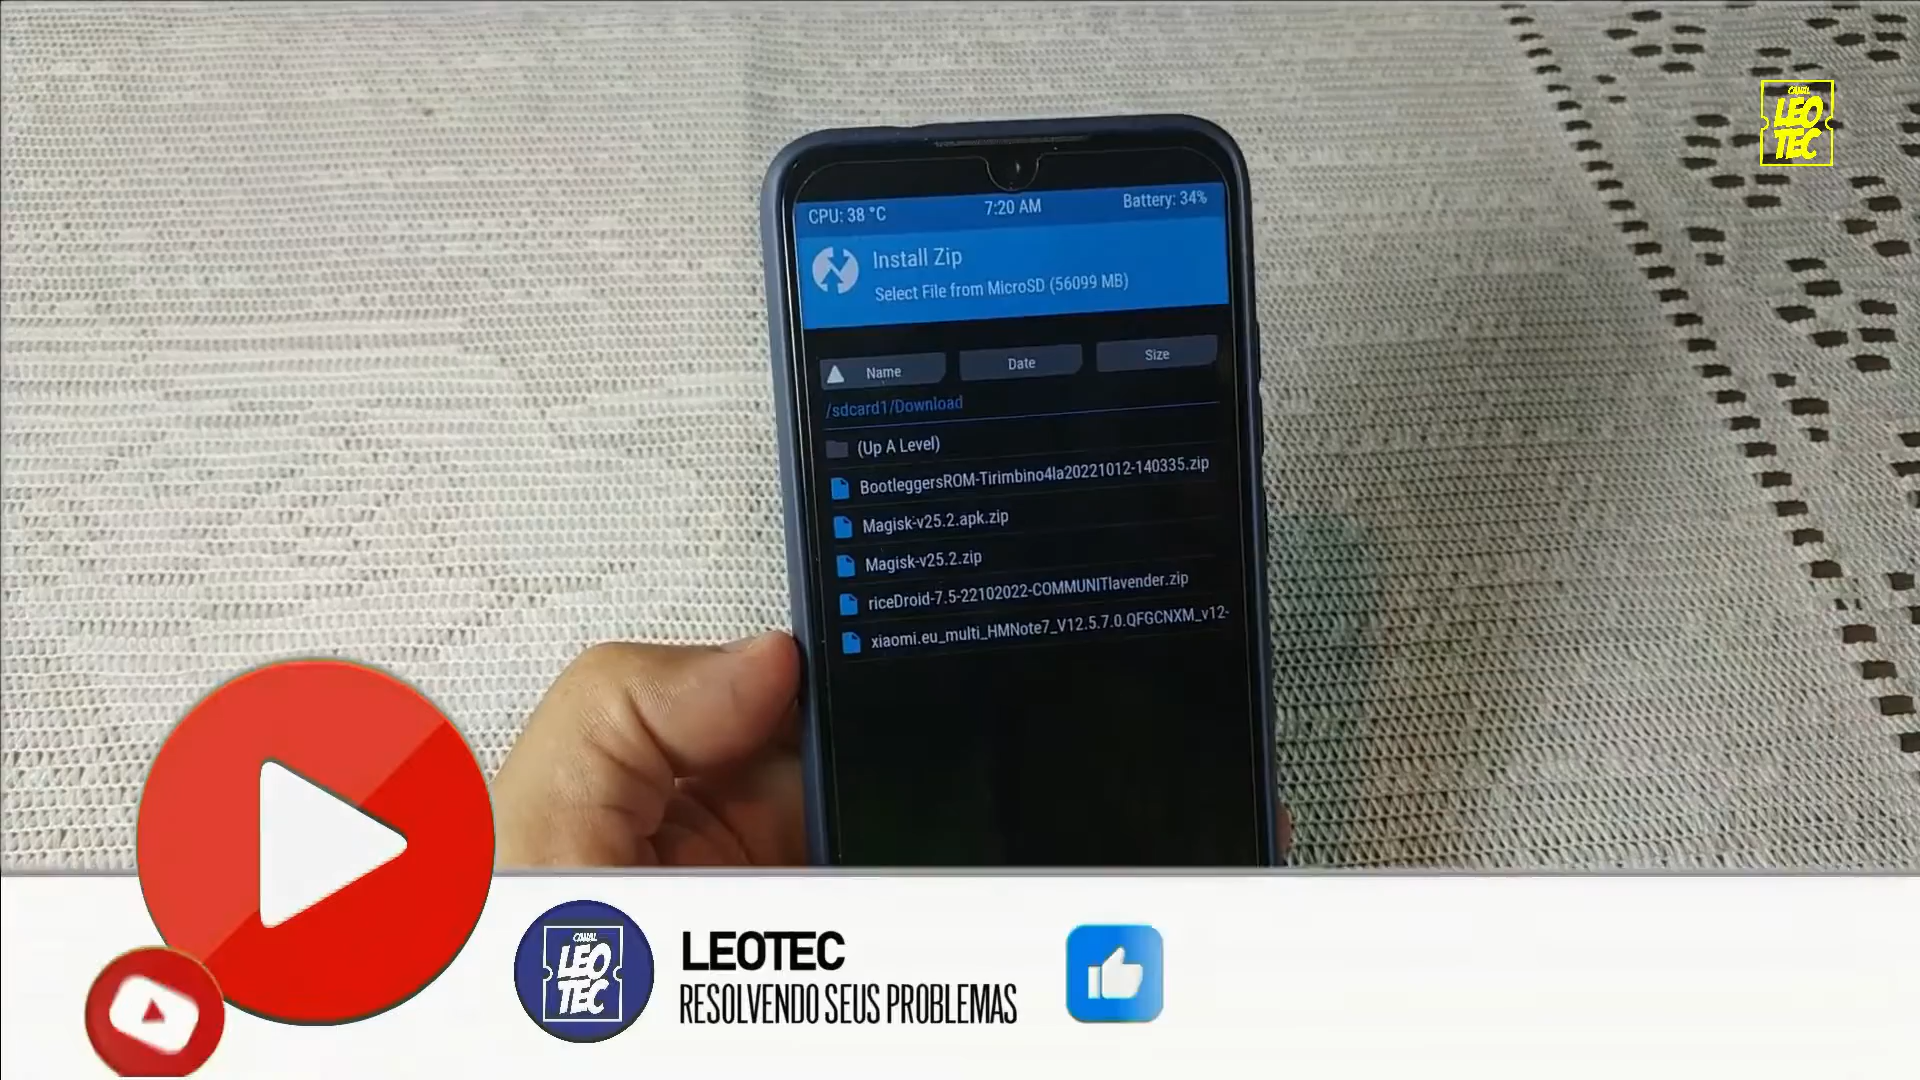 CANAL
LEO
TEC
CPU: 38 °C
7:20 AM
Battery: 34%
Install Zip
Select File from MicroSD (56099 MB)
Name
Date
Size
/sdcard1/Download
(Up A Level)
BootleggersROM-Tirimbino4la20221012-140335.zip
Magisk-v25.2.apk.zip
Magisk-v25.2.zip
riceDroid-7.5-22102022-COMMUNITlavender.zip
xiaomi.eu_multi_HMNote7_V12.5.7.0.QFGCNXM_v12-
CANAL
LEO
TEC
LEOTEC
RESOLVENDO SEUS PROBLEMAS